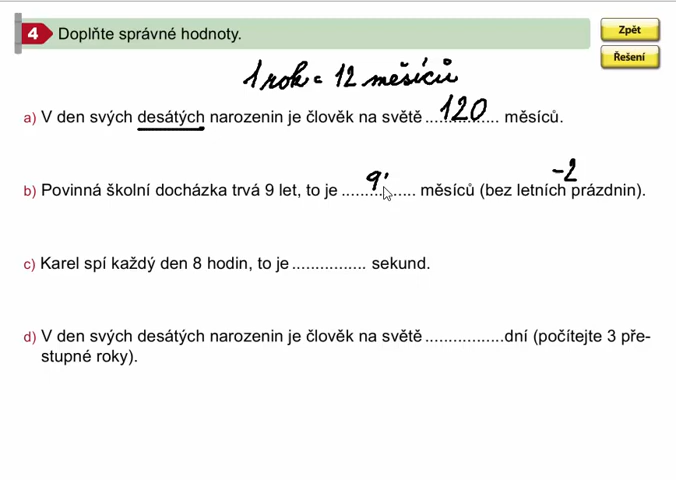 4 Doplňte správné hodnoty. Zpět
Řešení
1 rok = 12 měsíců
a) V den svých desátých narozenin je člověk na světě ....120.... měsíců.
-2
b) Povinná školní docházka trvá 9 let, to je .....9..... měsíců (bez letních prázdnin).
c) Karel spí každý den 8 hodin, to je ................ sekund.
d) V den svých desátých narozenin je člověk na světě .................dní (počítejte 3 pře-
stupné roky).